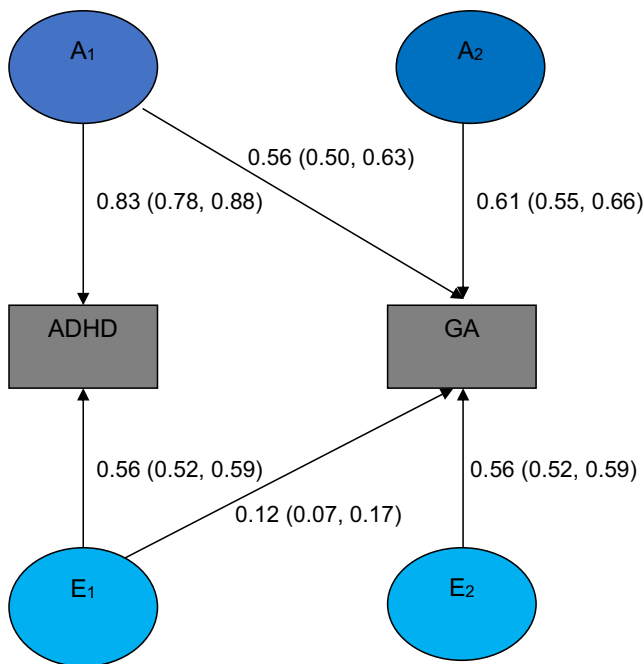 A1 A2
0.56 (0.50, 0.63)
0.83 (0.78, 0.88) 0.61 (0.55, 0.66)
ADHD GA
0.56 (0.52, 0.59) 0.56 (0.52, 0.59)
0.12 (0.07, 0.17)
E1 E2